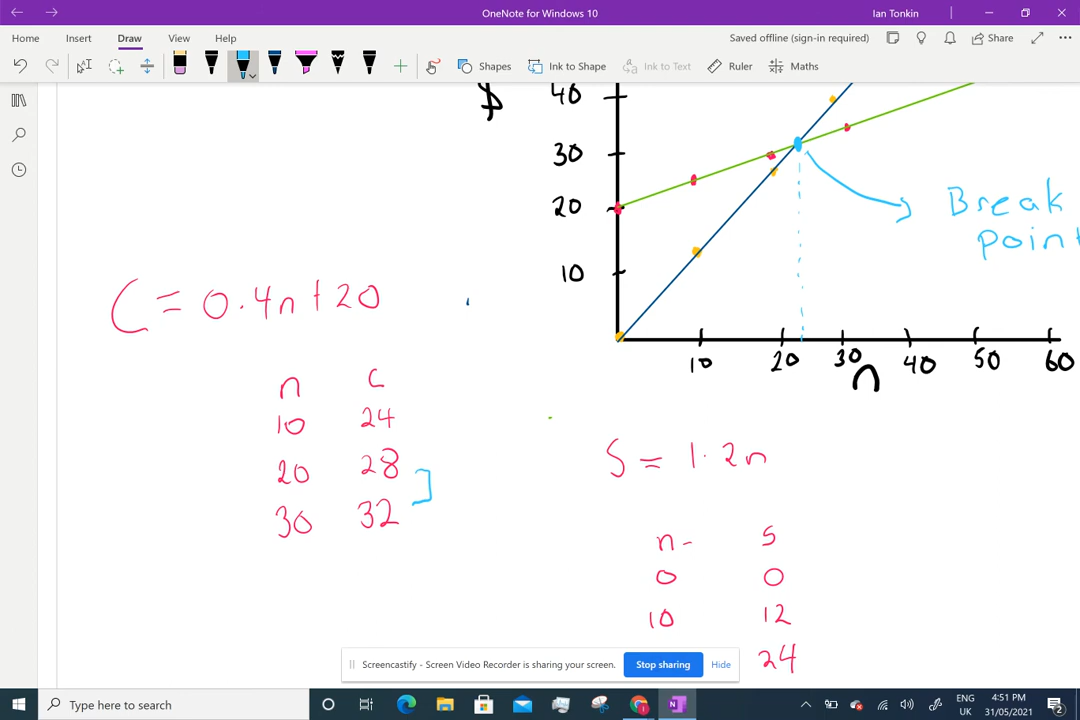 OneNote for Windows 10
Ian Tonkin
Home Insert Draw View Help
Saved offline (sign-in required)
Share
Shapes
Ink to Shape
Ink to Text
Ruler
Maths
$
40
30
20
10
10 20 30 40 50 60
n
Break
point
C = 0.4n + 20
n C
10 24
20 28
30 32
S = 1.2n
n S
0 0
10 12
24
Screencastify - Screen Video Recorder is sharing your screen.
Stop sharing
Hide
Type here to search
ENG
UK
4:51 PM
31/05/2021
2